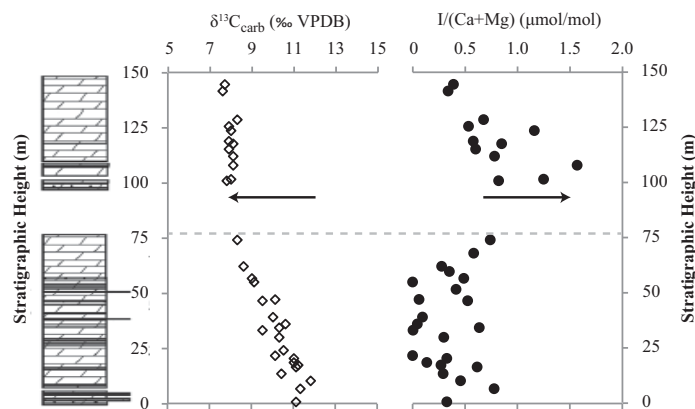 δ13Ccarb (‰ VPDB)
I/(Ca+Mg) (μmol/mol)
5 7 9 11 13 15
0 0.5 1.0 1.5 2.0
150 150
125 125
100 100
75 75
50 50
25 25
0 0
Stratigraphic Height (m)
Stratigraphic Height (m)